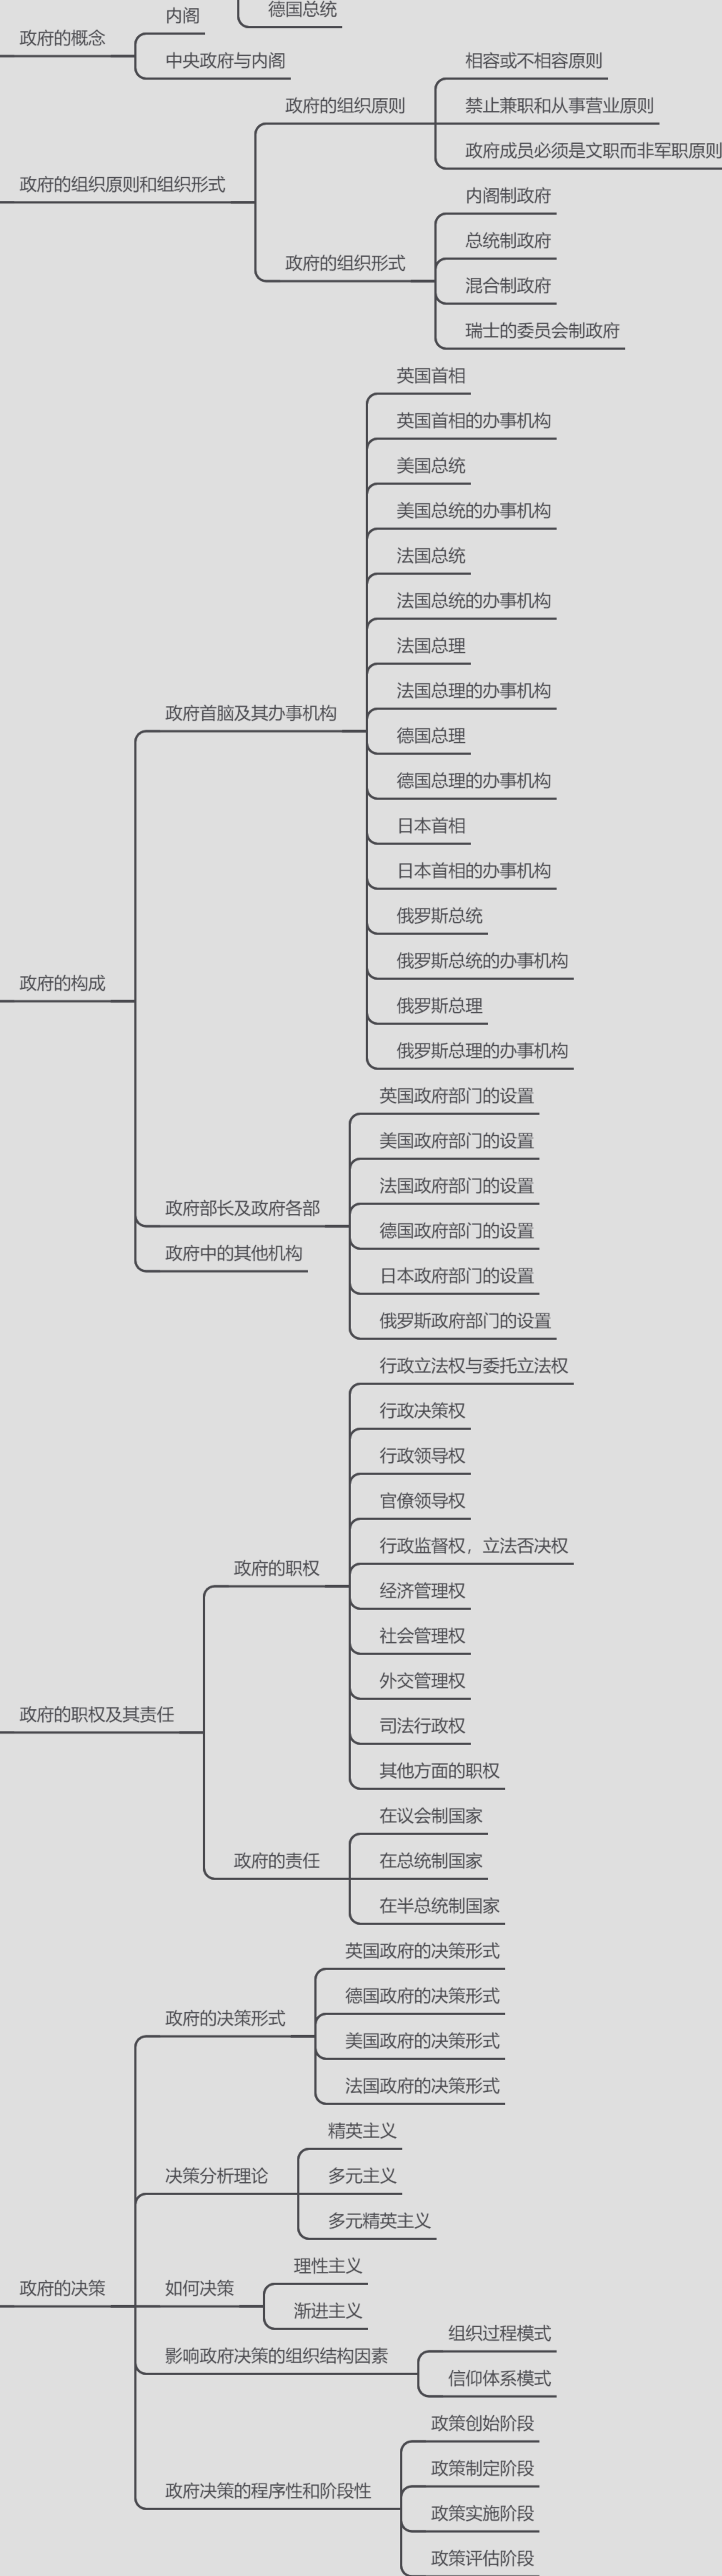 德国总统
内阁
政府的概念
中央政府与内阁
相容或不相容原则
政府的组织原则
禁止兼职和从事营业原则
政府成员必须是文职而非军职原则
政府的组织原则和组织形式
内阁制政府
总统制政府
政府的组织形式
混合制政府
瑞士的委员会制政府
英国首相
英国首相的办事机构
美国总统
美国总统的办事机构
法国总统
法国总统的办事机构
法国总理
法国总理的办事机构
政府首脑及其办事机构
德国总理
德国总理的办事机构
日本首相
日本首相的办事机构
俄罗斯总统
俄罗斯总统的办事机构
政府的构成
俄罗斯总理
俄罗斯总理的办事机构
英国政府部门的设置
美国政府部门的设置
法国政府部门的设置
政府部长及政府各部
德国政府部门的设置
政府中的其他机构
日本政府部门的设置
俄罗斯政府部门的设置
行政立法权与委托立法权
行政决策权
行政领导权
官僚领导权
行政监督权，立法否决权
政府的职权
经济管理权
社会管理权
外交管理权
政府的职权及其责任
司法行政权
其他方面的职权
在议会制国家
政府的责任
在总统制国家
在半总统制国家
英国政府的决策形式
德国政府的决策形式
政府的决策形式
美国政府的决策形式
法国政府的决策形式
精英主义
决策分析理论
多元主义
多元精英主义
理性主义
政府的决策
如何决策
渐进主义
组织过程模式
影响政府决策的组织结构因素
信仰体系模式
政策创始阶段
政策制定阶段
政府决策的程序性和阶段性
政策实施阶段
政策评估阶段